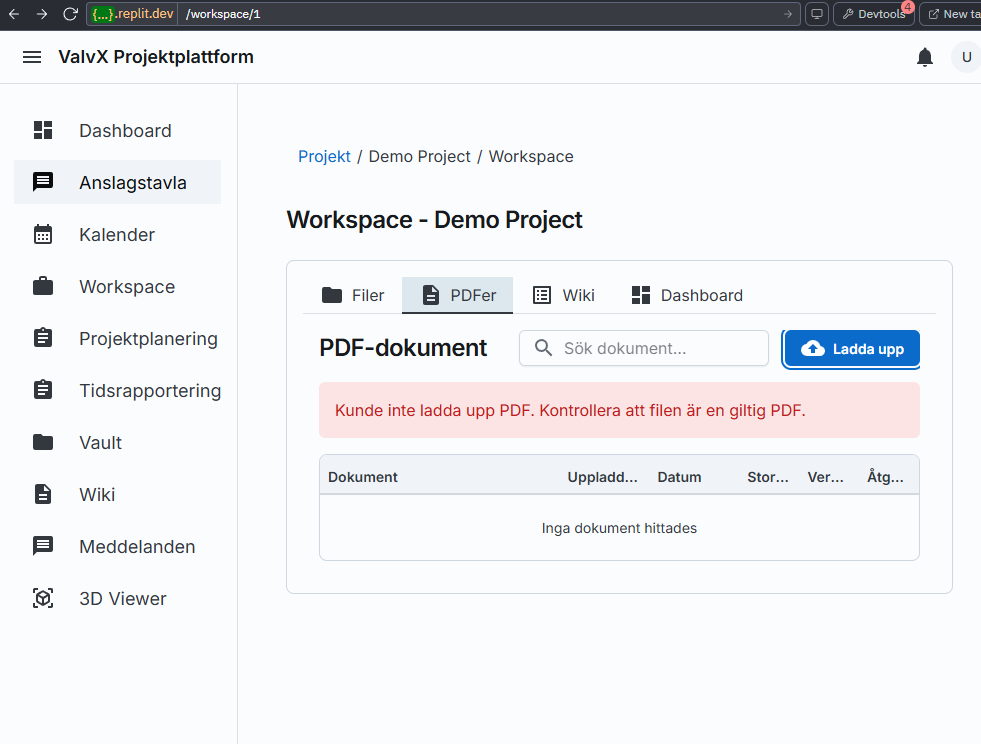 {...}.replit.dev /workspace/1 Devtools 4 New ta
ValvX Projektplattform U
Dashboard
Anslagstavla
Kalender
Workspace
Projektplanering
Tidsrapportering
Vault
Wiki
Meddelanden
3D Viewer
Projekt / Demo Project / Workspace
Workspace - Demo Project
Filer PDFer Wiki Dashboard
PDF-dokument Sök dokument... Ladda upp
Kunde inte ladda upp PDF. Kontrollera att filen är en giltig PDF.
Dokument Uppladd... Datum Stor... Ver... Åtg...
Inga dokument hittades